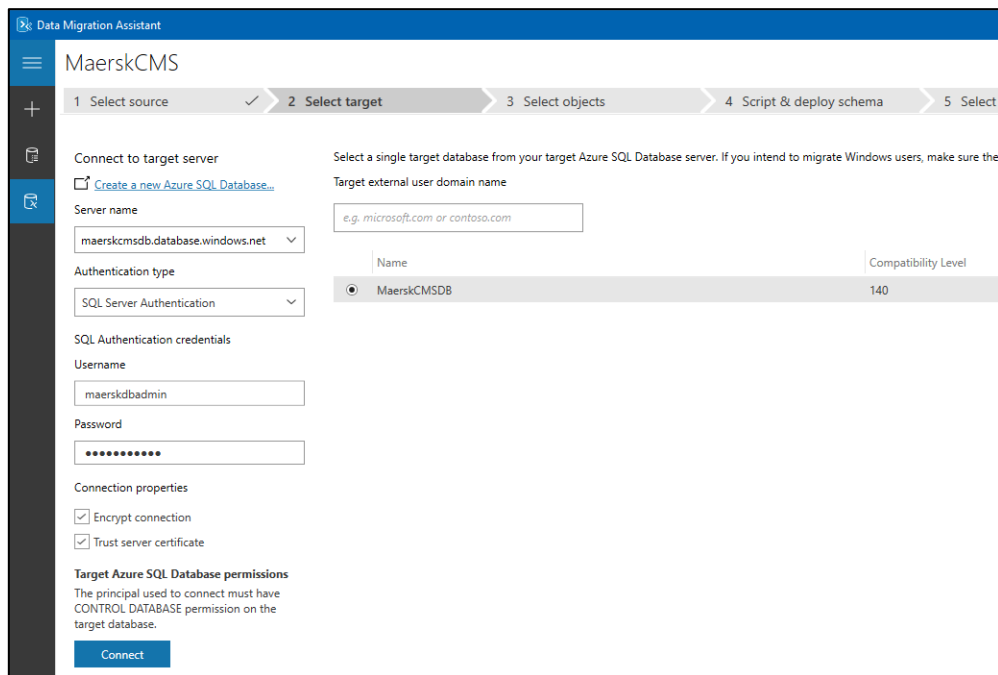 Data Migration Assistant
MaerskCMS
1 Select source
2 Select target
3 Select objects
4 Script & deploy schema
5 Select
Connect to target server
Create a new Azure SQL Database...
Server name
maerskcmsdb.database.windows.net
Authentication type
SQL Server Authentication
SQL Authentication credentials
Username
maerskdbadmin
Password
•••••••••••
Connection properties
Encrypt connection
Trust server certificate
Target Azure SQL Database permissions
The principal used to connect must have
CONTROL DATABASE permission on the
target database.
Connect
Select a single target database from your target Azure SQL Database server. If you intend to migrate Windows users, make sure the
Target external user domain name
e.g. microsoft.com or contoso.com
Name
Compatibility Level
MaerskCMSDB
140